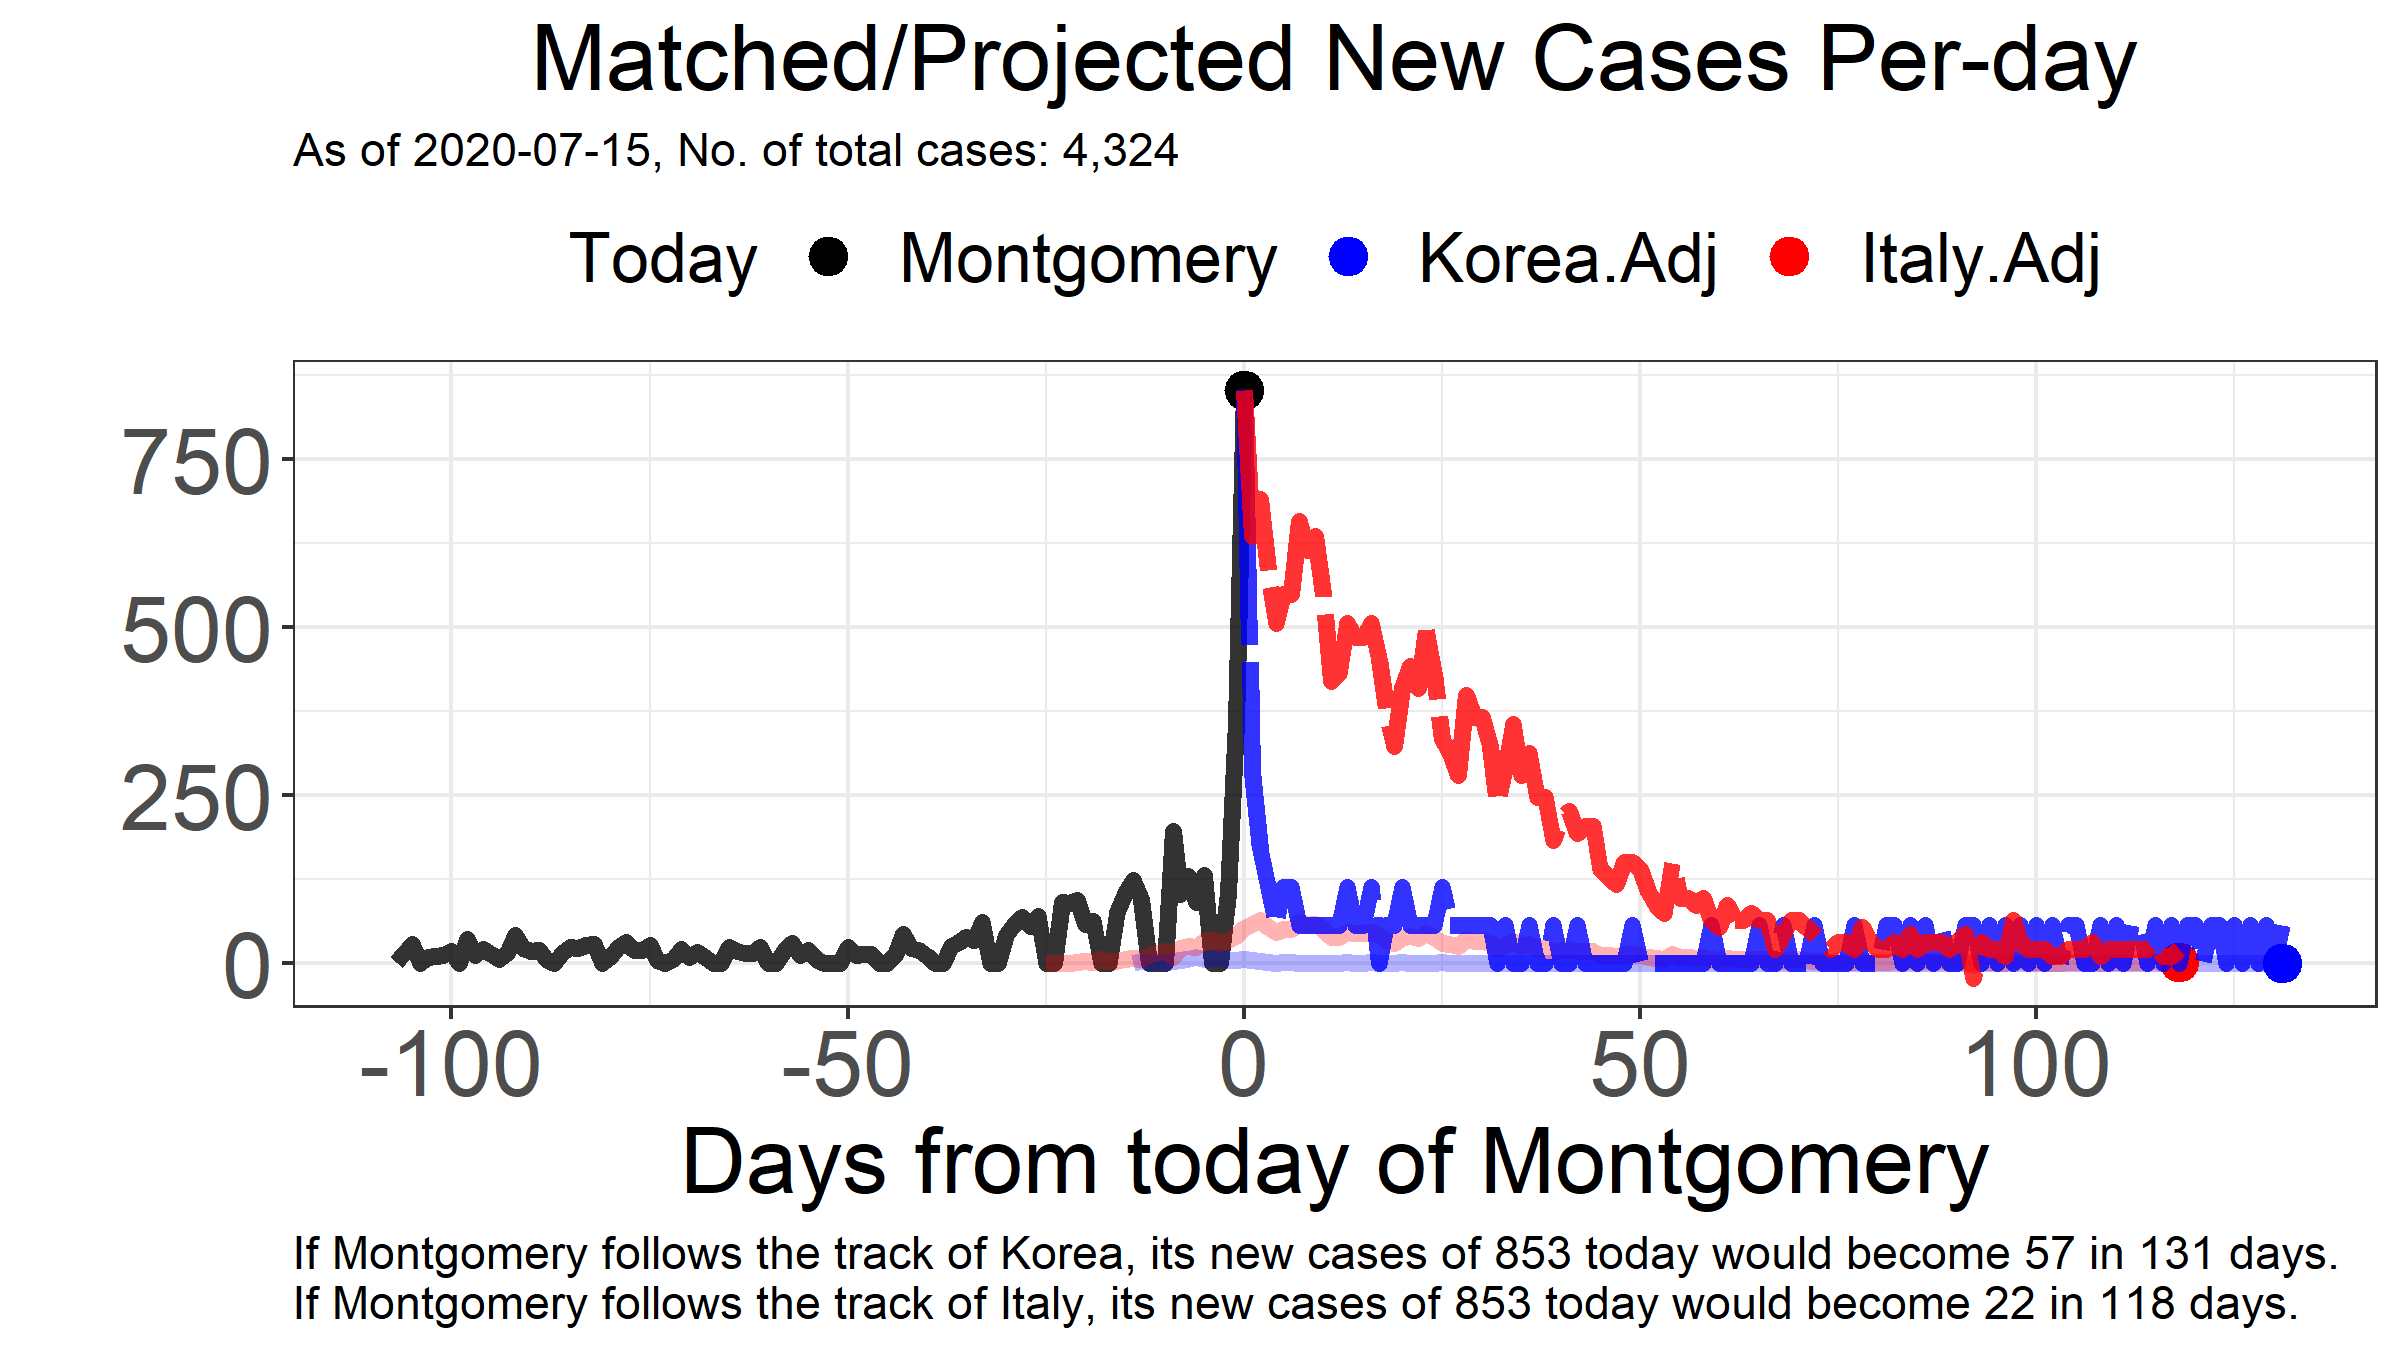 Matched/Projected New Cases Per-day
As of 2020-07-15, No. of total cases: 4,324
Today Montgomery Korea.Adj Italy.Adj
750
500
250
0
-100 -50 0 50 100
Days from today of Montgomery
If Montgomery follows the track of Korea, its new cases of 853 today would become 57 in 131 days.
If Montgomery follows the track of Italy, its new cases of 853 today would become 22 in 118 days.